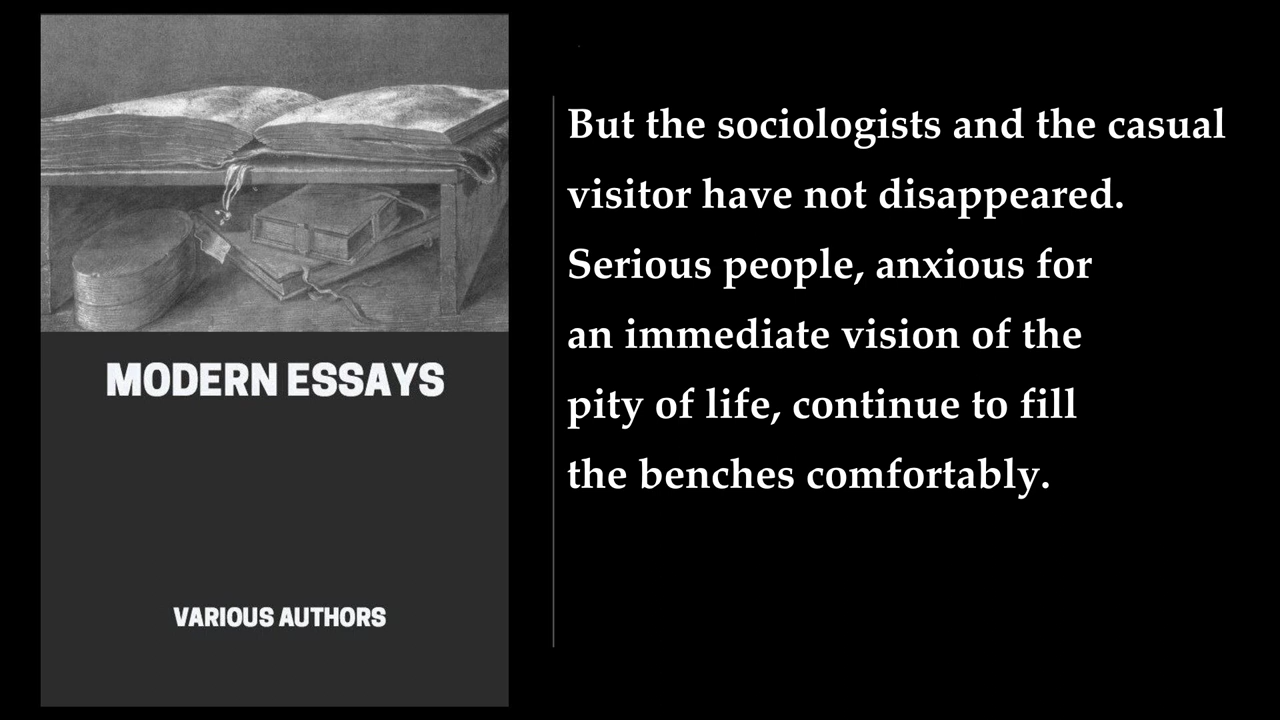 MODERN ESSAYS
VARIOUS AUTHORS
But the sociologists and the casual
visitor have not disappeared.
Serious people, anxious for
an immediate vision of the
pity of life, continue to fill
the benches comfortably.